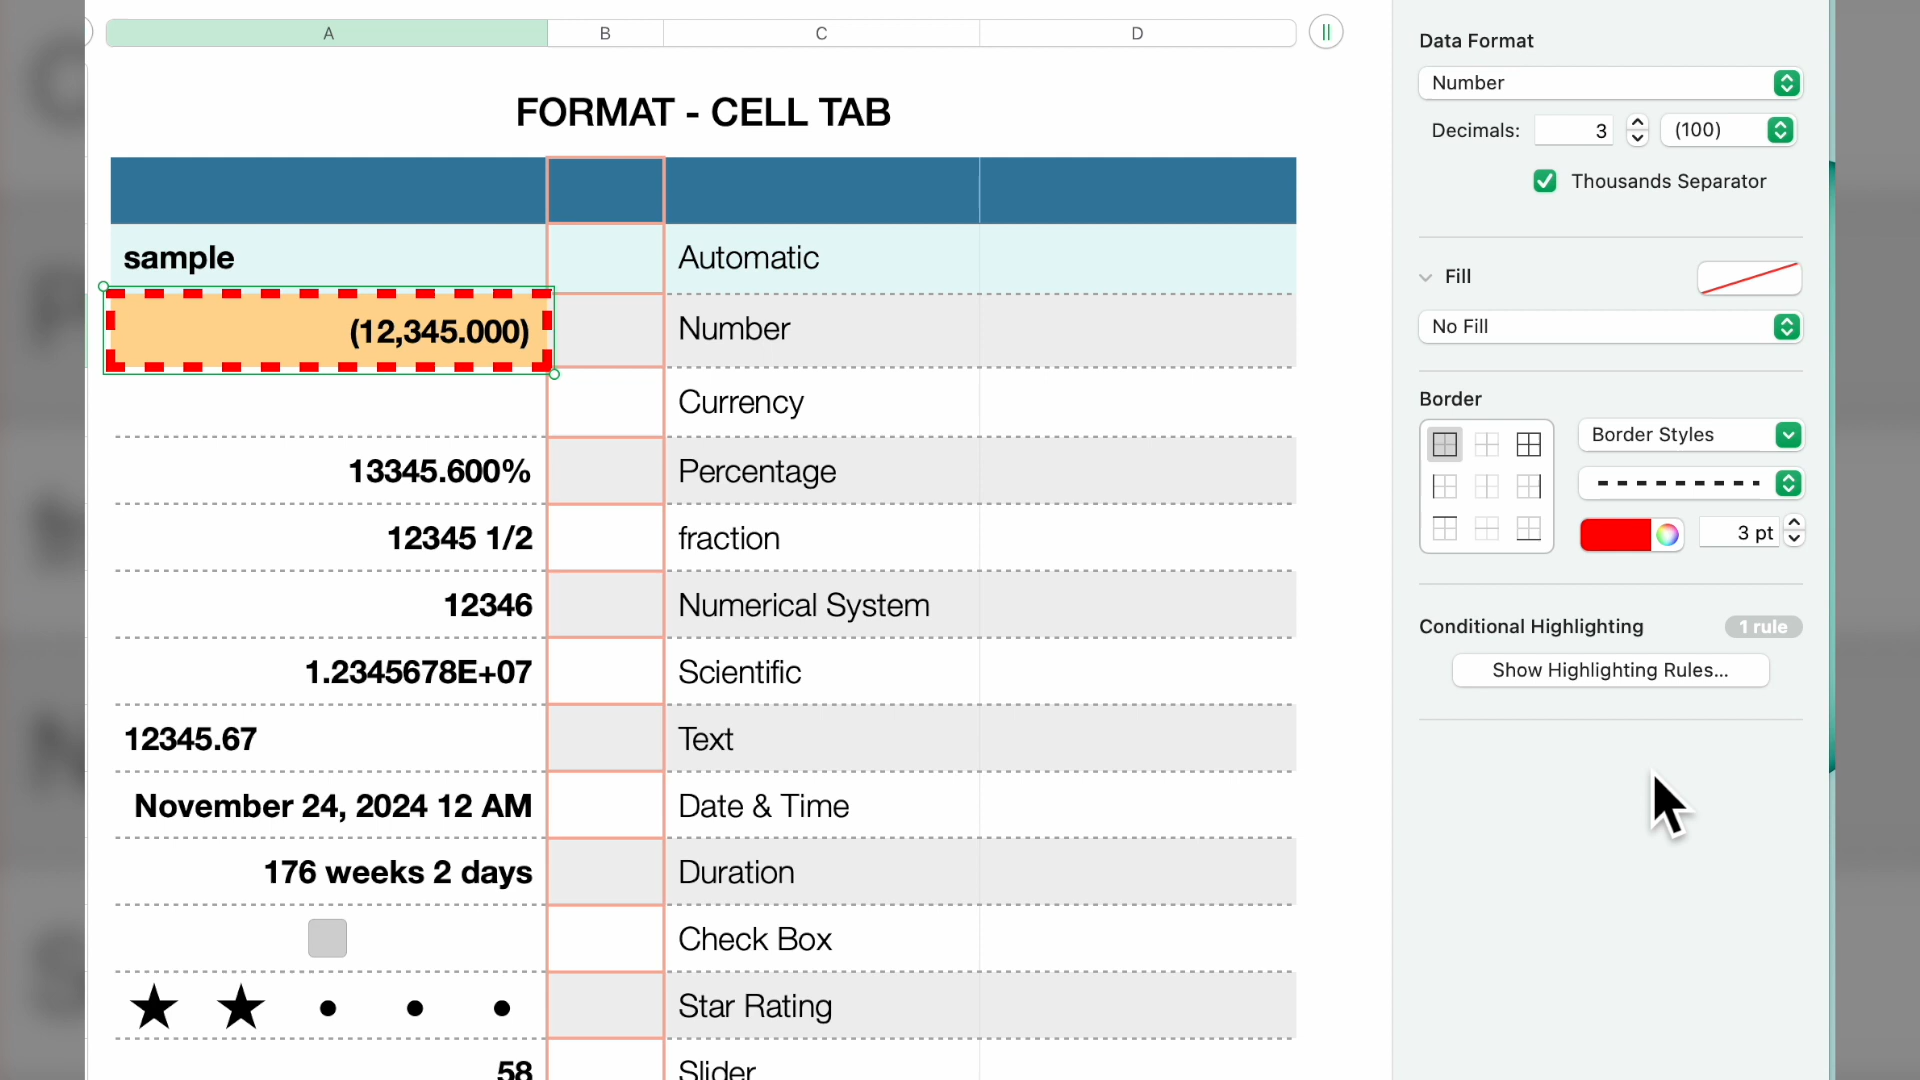 A B C D
FORMAT - CELL TAB
sample Automatic
(12,345.000) Number
Currency
13345.600% Percentage
12345 1/2 fraction
12346 Numerical System
1.2345678E+07 Scientific
12345.67 Text
November 24, 2024 12 AM Date & Time
176 weeks 2 days Duration
Check Box
Star Rating
58 Slider
Data Format
Number
Decimals: 3 (100)
Thousands Separator
Fill
No Fill
Border
Border Styles
3 pt
Conditional Highlighting 1 rule
Show Highlighting Rules...